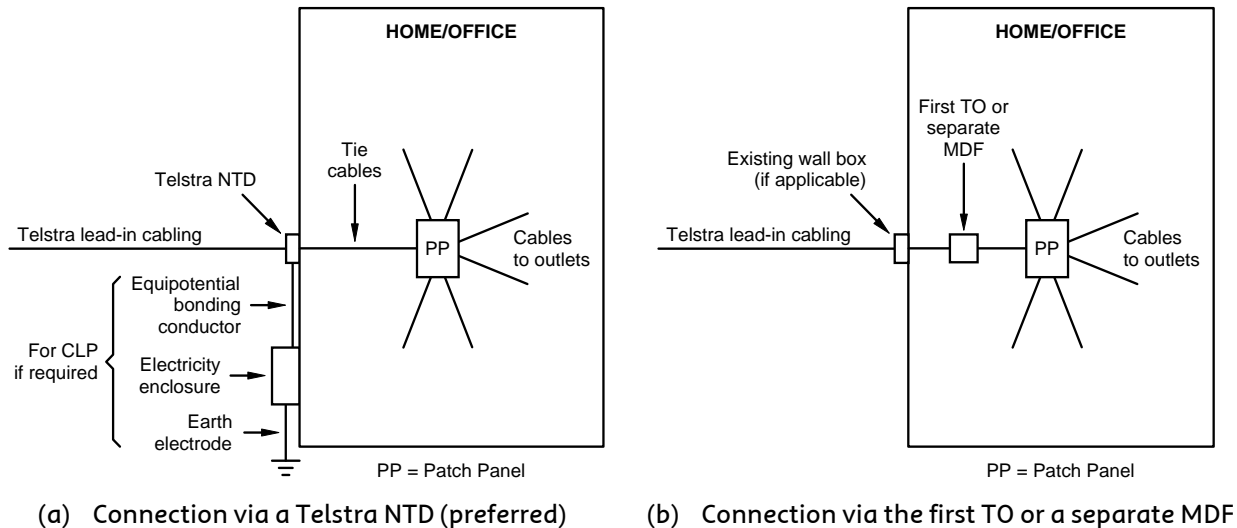 HOME/OFFICE
Tie
cables
Telstra NTD
Telstra lead-in cabling
PP
Cables
to outlets
Equipotential
bonding
conductor
For CLP
if required
Electricity
enclosure
Earth
electrode
PP = Patch Panel
(a) Connection via a Telstra NTD (preferred)
HOME/OFFICE
First TO or
separate
MDF
Existing wall box
(if applicable)
Telstra lead-in cabling
PP
Cables
to outlets
PP = Patch Panel
(b) Connection via the first TO or a separate MDF